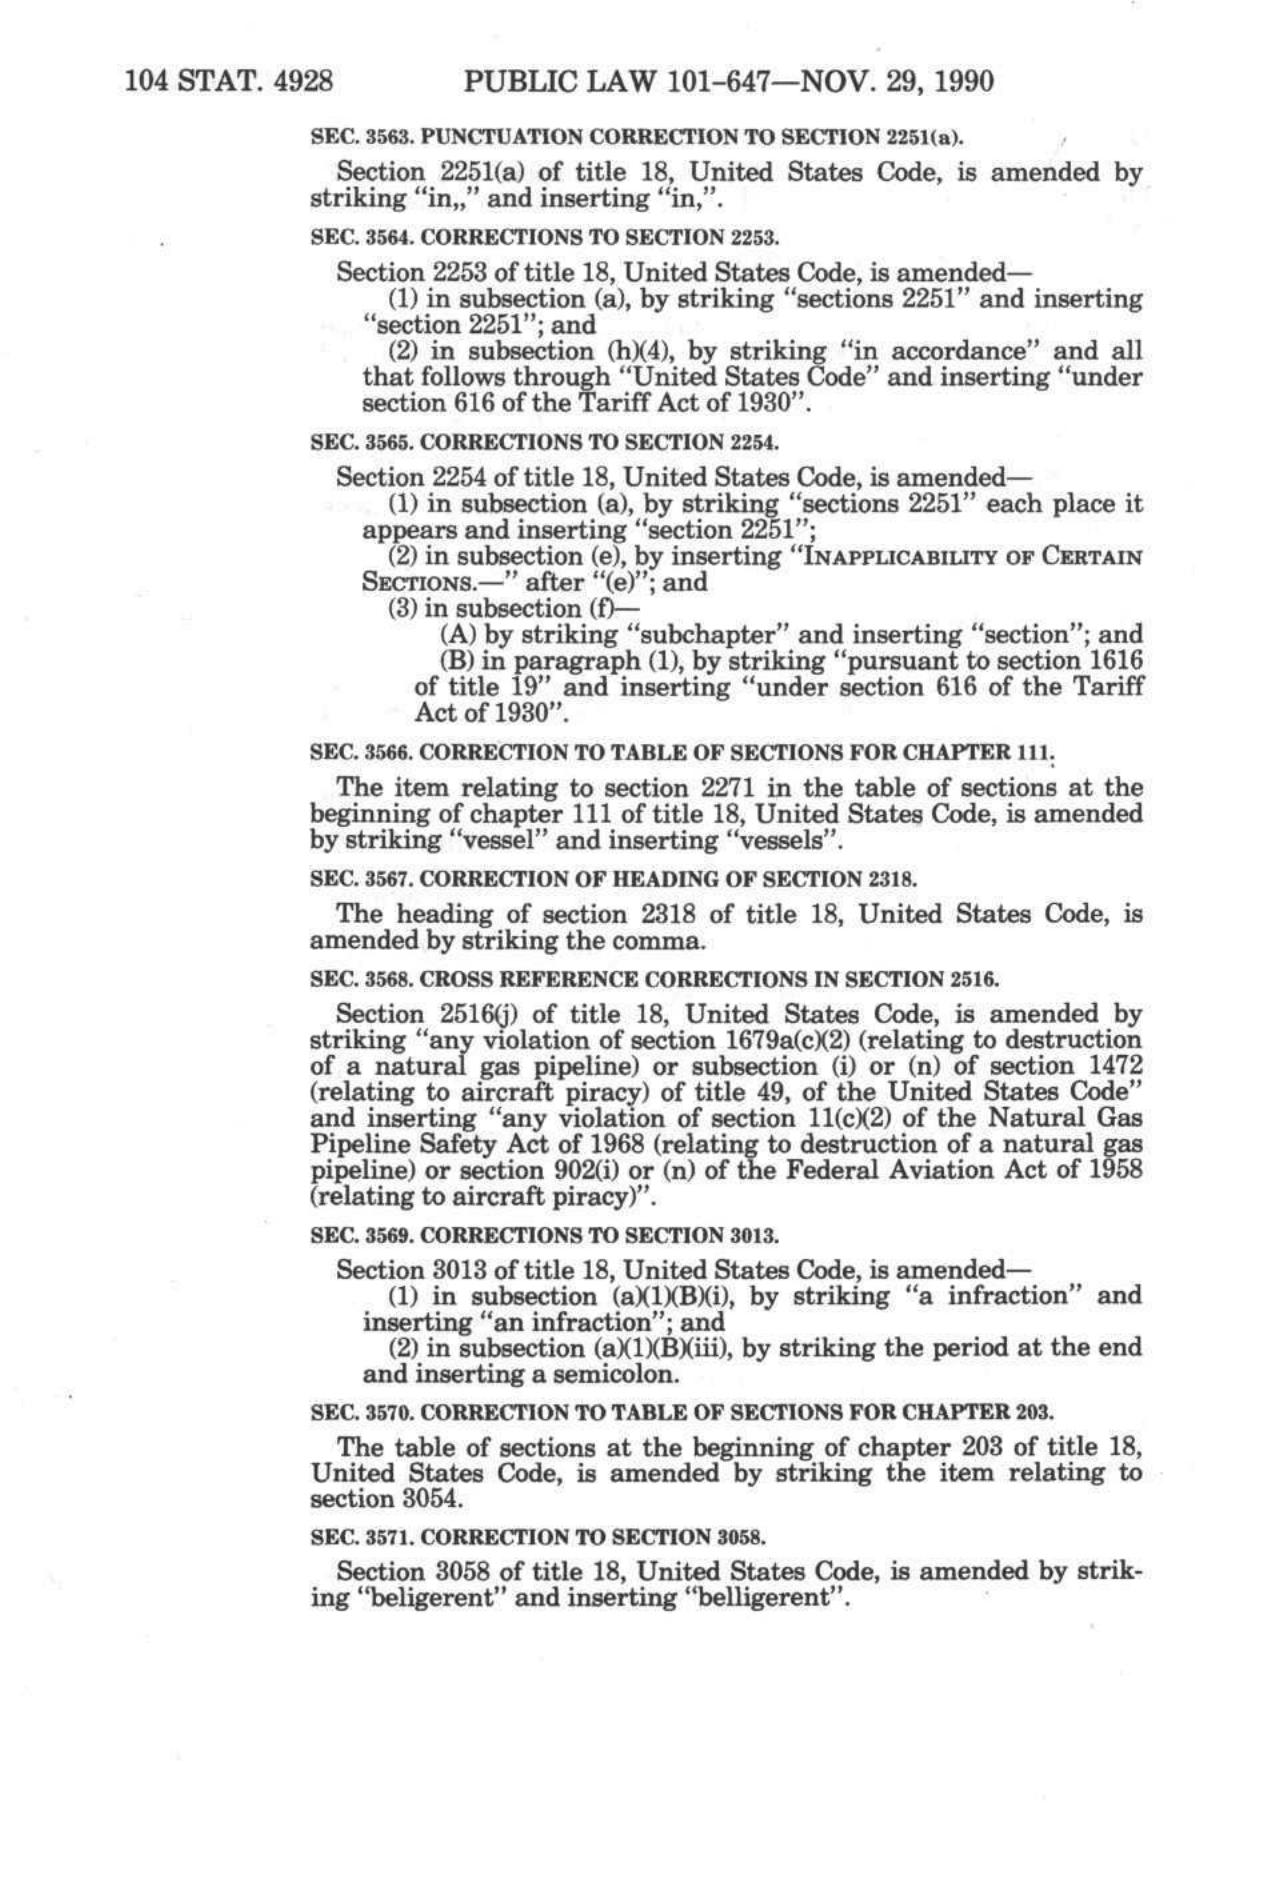 104 STAT. 4928 PUBLIC LAW 101-647—NOV. 29, 1990
SEC. 3563. PUNCTUATION CORRECTION TO SECTION 2251(a).
Section 2251(a) of title 18, United States Code, is amended by
striking “in,,” and inserting “in,”.
SEC. 3564. CORRECTIONS TO SECTION 2253.
Section 2253 of title 18, United States Code, is amended—
(1) in subsection (a), by striking “sections 2251” and inserting
“section 2251”; and
(2) in subsection (h)(4), by striking “in accordance” and all
that follows through “United States Code” and inserting “under
section 616 of the Tariff Act of 1930”.
SEC. 3565. CORRECTIONS TO SECTION 2254.
Section 2254 of title 18, United States Code, is amended—
(1) in subsection (a), by striking “sections 2251” each place it
appears and inserting “section 2251”;
(2) in subsection (e), by inserting “INAPPLICABILITY OF CERTAIN
SECTIONS.—” after “(e)”; and
(3) in subsection (f)—
(A) by striking “subchapter” and inserting “section”; and
(B) in paragraph (1), by striking “pursuant to section 1616
of title 19” and inserting “under section 616 of the Tariff
Act of 1930”.
SEC. 3566. CORRECTION TO TABLE OF SECTIONS FOR CHAPTER 111.
The item relating to section 2271 in the table of sections at the
beginning of chapter 111 of title 18, United States Code, is amended
by striking “vessel” and inserting “vessels”.
SEC. 3567. CORRECTION OF HEADING OF SECTION 2318.
The heading of section 2318 of title 18, United States Code, is
amended by striking the comma.
SEC. 3568. CROSS REFERENCE CORRECTIONS IN SECTION 2516.
Section 2516(j) of title 18, United States Code, is amended by
striking “any violation of section 1679a(c)(2) (relating to destruction
of a natural gas pipeline) or subsection (i) or (n) of section 1472
(relating to aircraft piracy) of title 49, of the United States Code”
and inserting “any violation of section 11(c)(2) of the Natural Gas
Pipeline Safety Act of 1968 (relating to destruction of a natural gas
pipeline) or section 902(i) or (n) of the Federal Aviation Act of 1958
(relating to aircraft piracy)”.
SEC. 3569. CORRECTIONS TO SECTION 3013.
Section 3013 of title 18, United States Code, is amended—
(1) in subsection (a)(1)(B)(i), by striking “a infraction” and
inserting “an infraction”; and
(2) in subsection (a)(1)(B)(iii), by striking the period at the end
and inserting a semicolon.
SEC. 3570. CORRECTION TO TABLE OF SECTIONS FOR CHAPTER 203.
The table of sections at the beginning of chapter 203 of title 18,
United States Code, is amended by striking the item relating to
section 3054.
SEC. 3571. CORRECTION TO SECTION 3058.
Section 3058 of title 18, United States Code, is amended by strik-
ing “beligerent” and inserting “belligerent”.